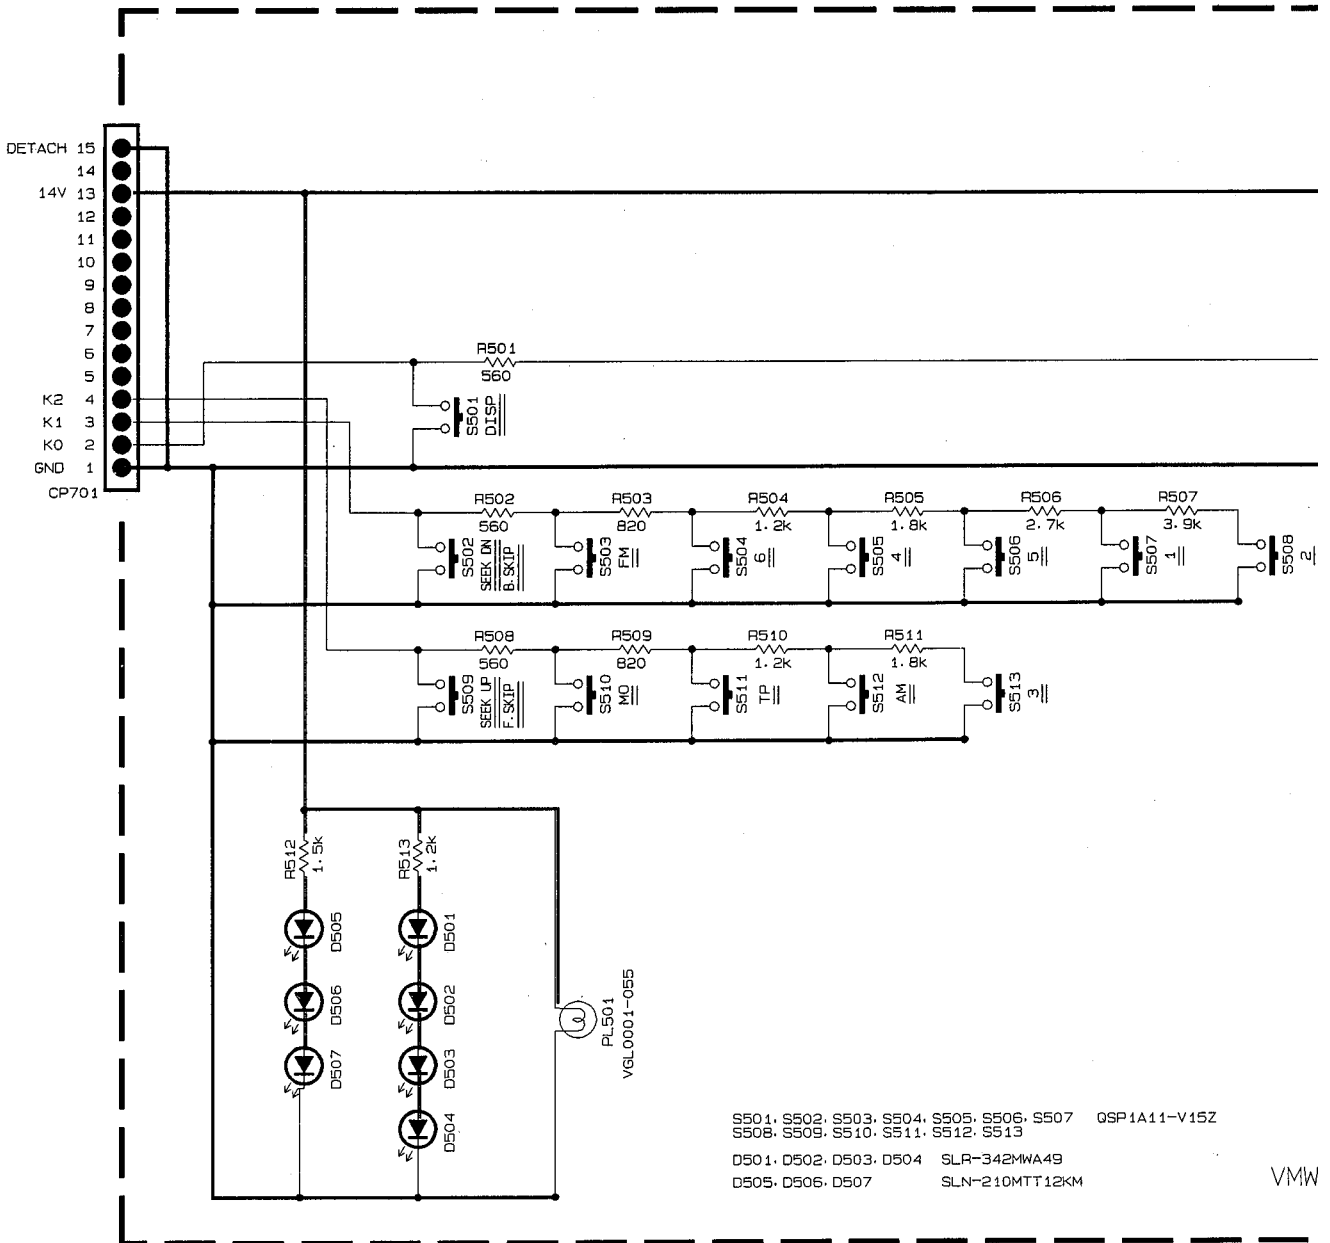 DETACH 15
14
14V 13
12
11
10
9
8
7
6
5
K2 4
K1 3
K0 2
GND 1
CP701
R501
560
S501
DISP
R502
560
R503
820
R504
1.2k
R505
1.8k
R506
2.7k
R507
3.9k
S502
SEEK DN
B.SKIP
S503
FM
S504
6
S505
4
S506
5
S507
1
S508
2
R508
560
R509
820
R510
1.2k
R511
1.8k
S509
SEEK UP
F.SKIP
S510
MO
S511
TP
S512
AM
S513
3
R512
1.5k
R513
1.2k
D505
D506
D507
D501
D502
D503
D504
PL501
VGL0001-055
S501, S502, S503, S504, S505, S506, S507 QSP1A11-V15Z
S508, S509, S510, S511, S512, S513
D501, D502, D503, D504 SLR-342MWA49
D505, D506, D507 SLN-210MTT12KM
VMW